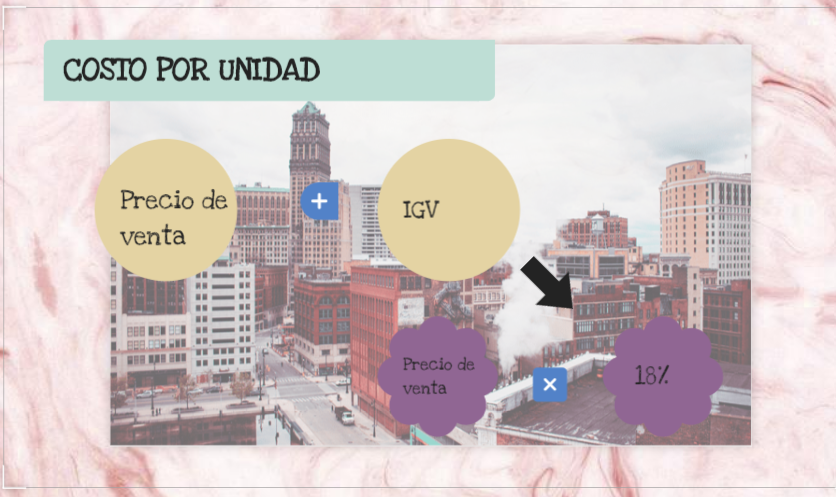 COSTO POR UNIDAD
Precio de
venta
+
IGV
Precio de
venta
×
18%